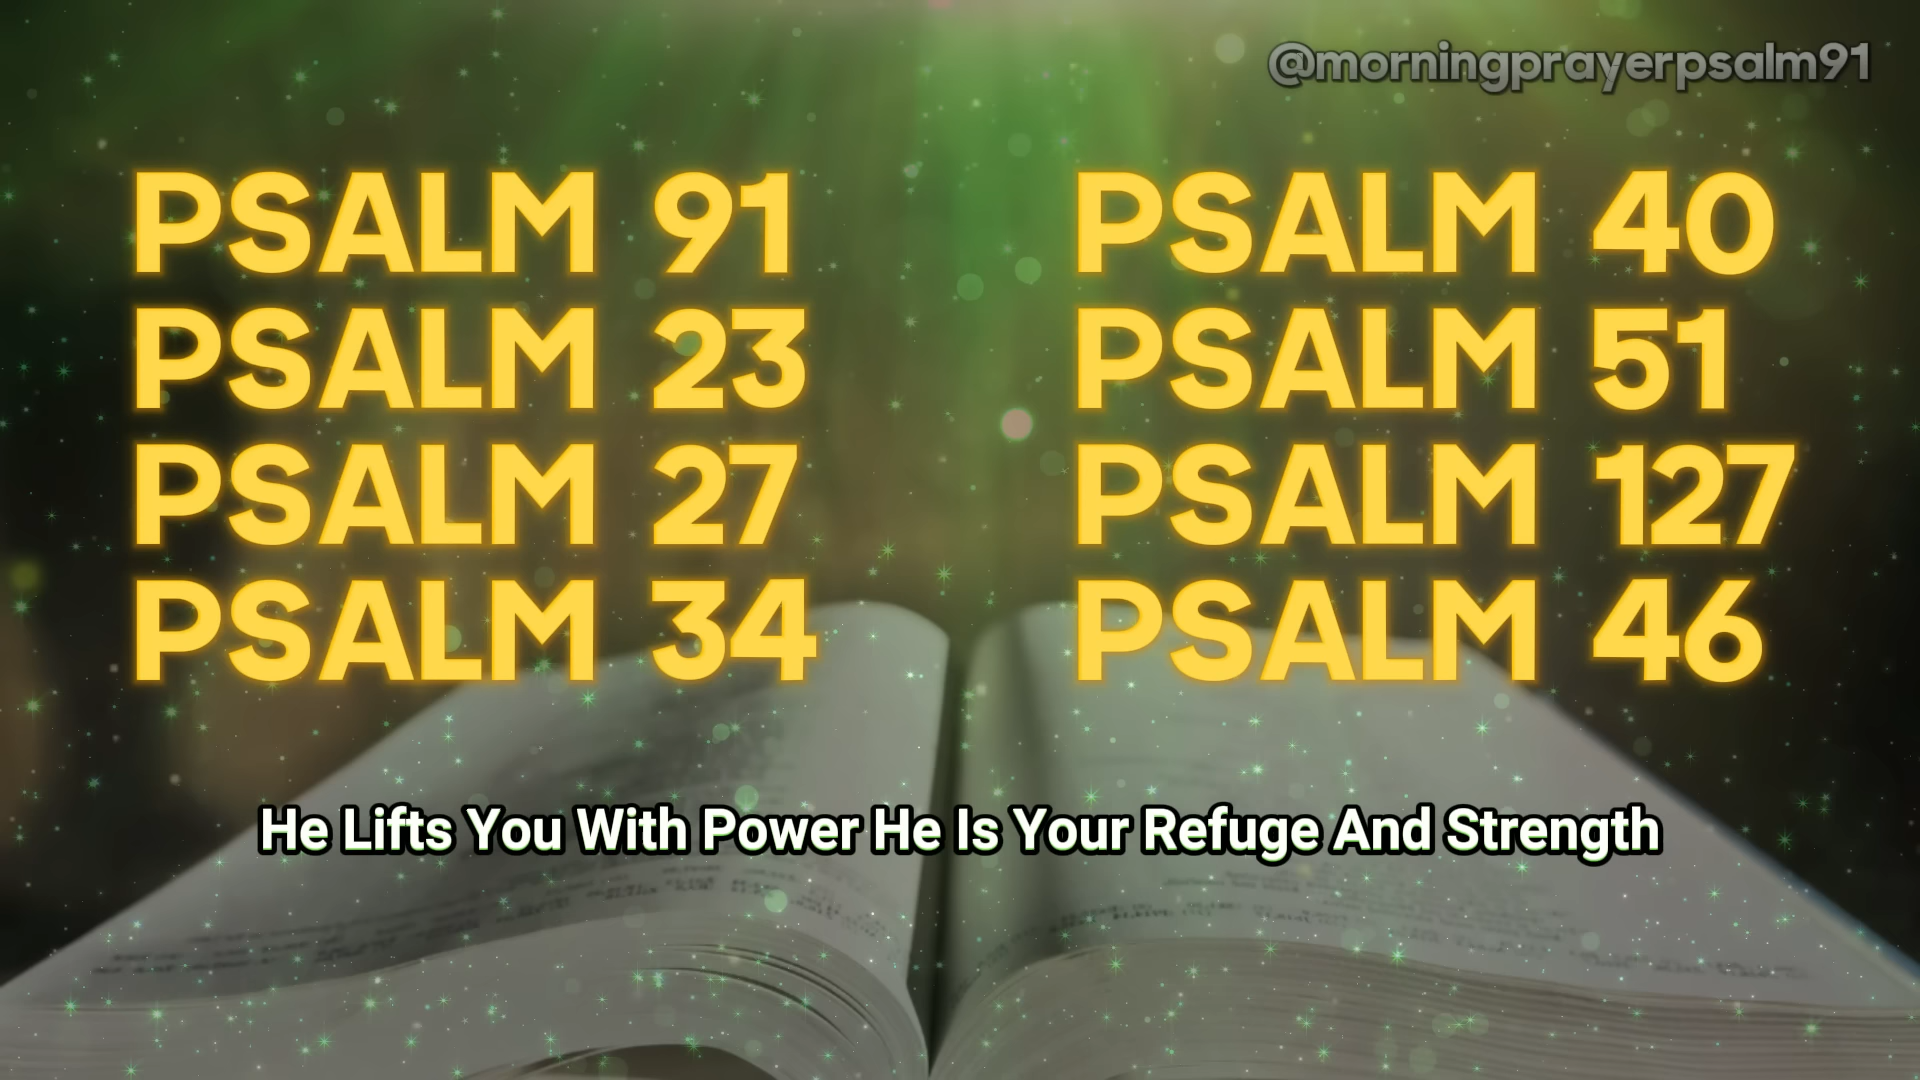 @morningprayerpsalm91
PSALM 91
PSALM 23
PSALM 27
PSALM 34
PSALM 40
PSALM 51
PSALM 127
PSALM 46
He Lifts You With Power He Is Your Refuge And Strength